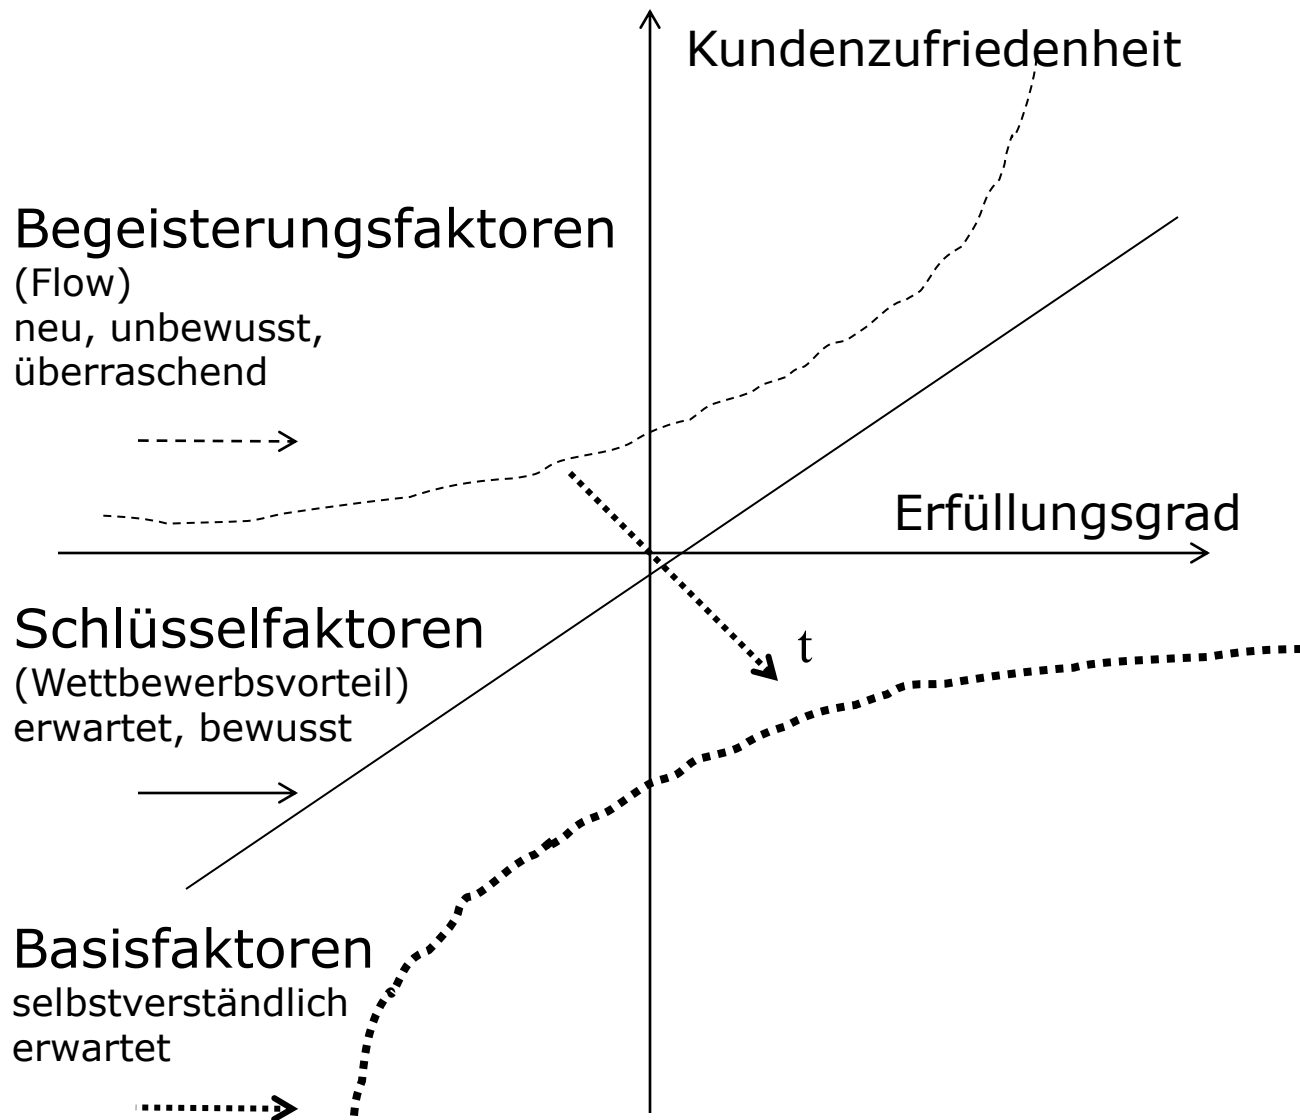 Kundenzufriedenheit
Begeisterungsfaktoren
(Flow)
neu, unbewusst,
überraschend
Erfüllungsgrad
Schlüsselfaktoren
(Wettbewerbsvorteil)
erwartet, bewusst
t
Basisfaktoren
selbstverständlich
erwartet